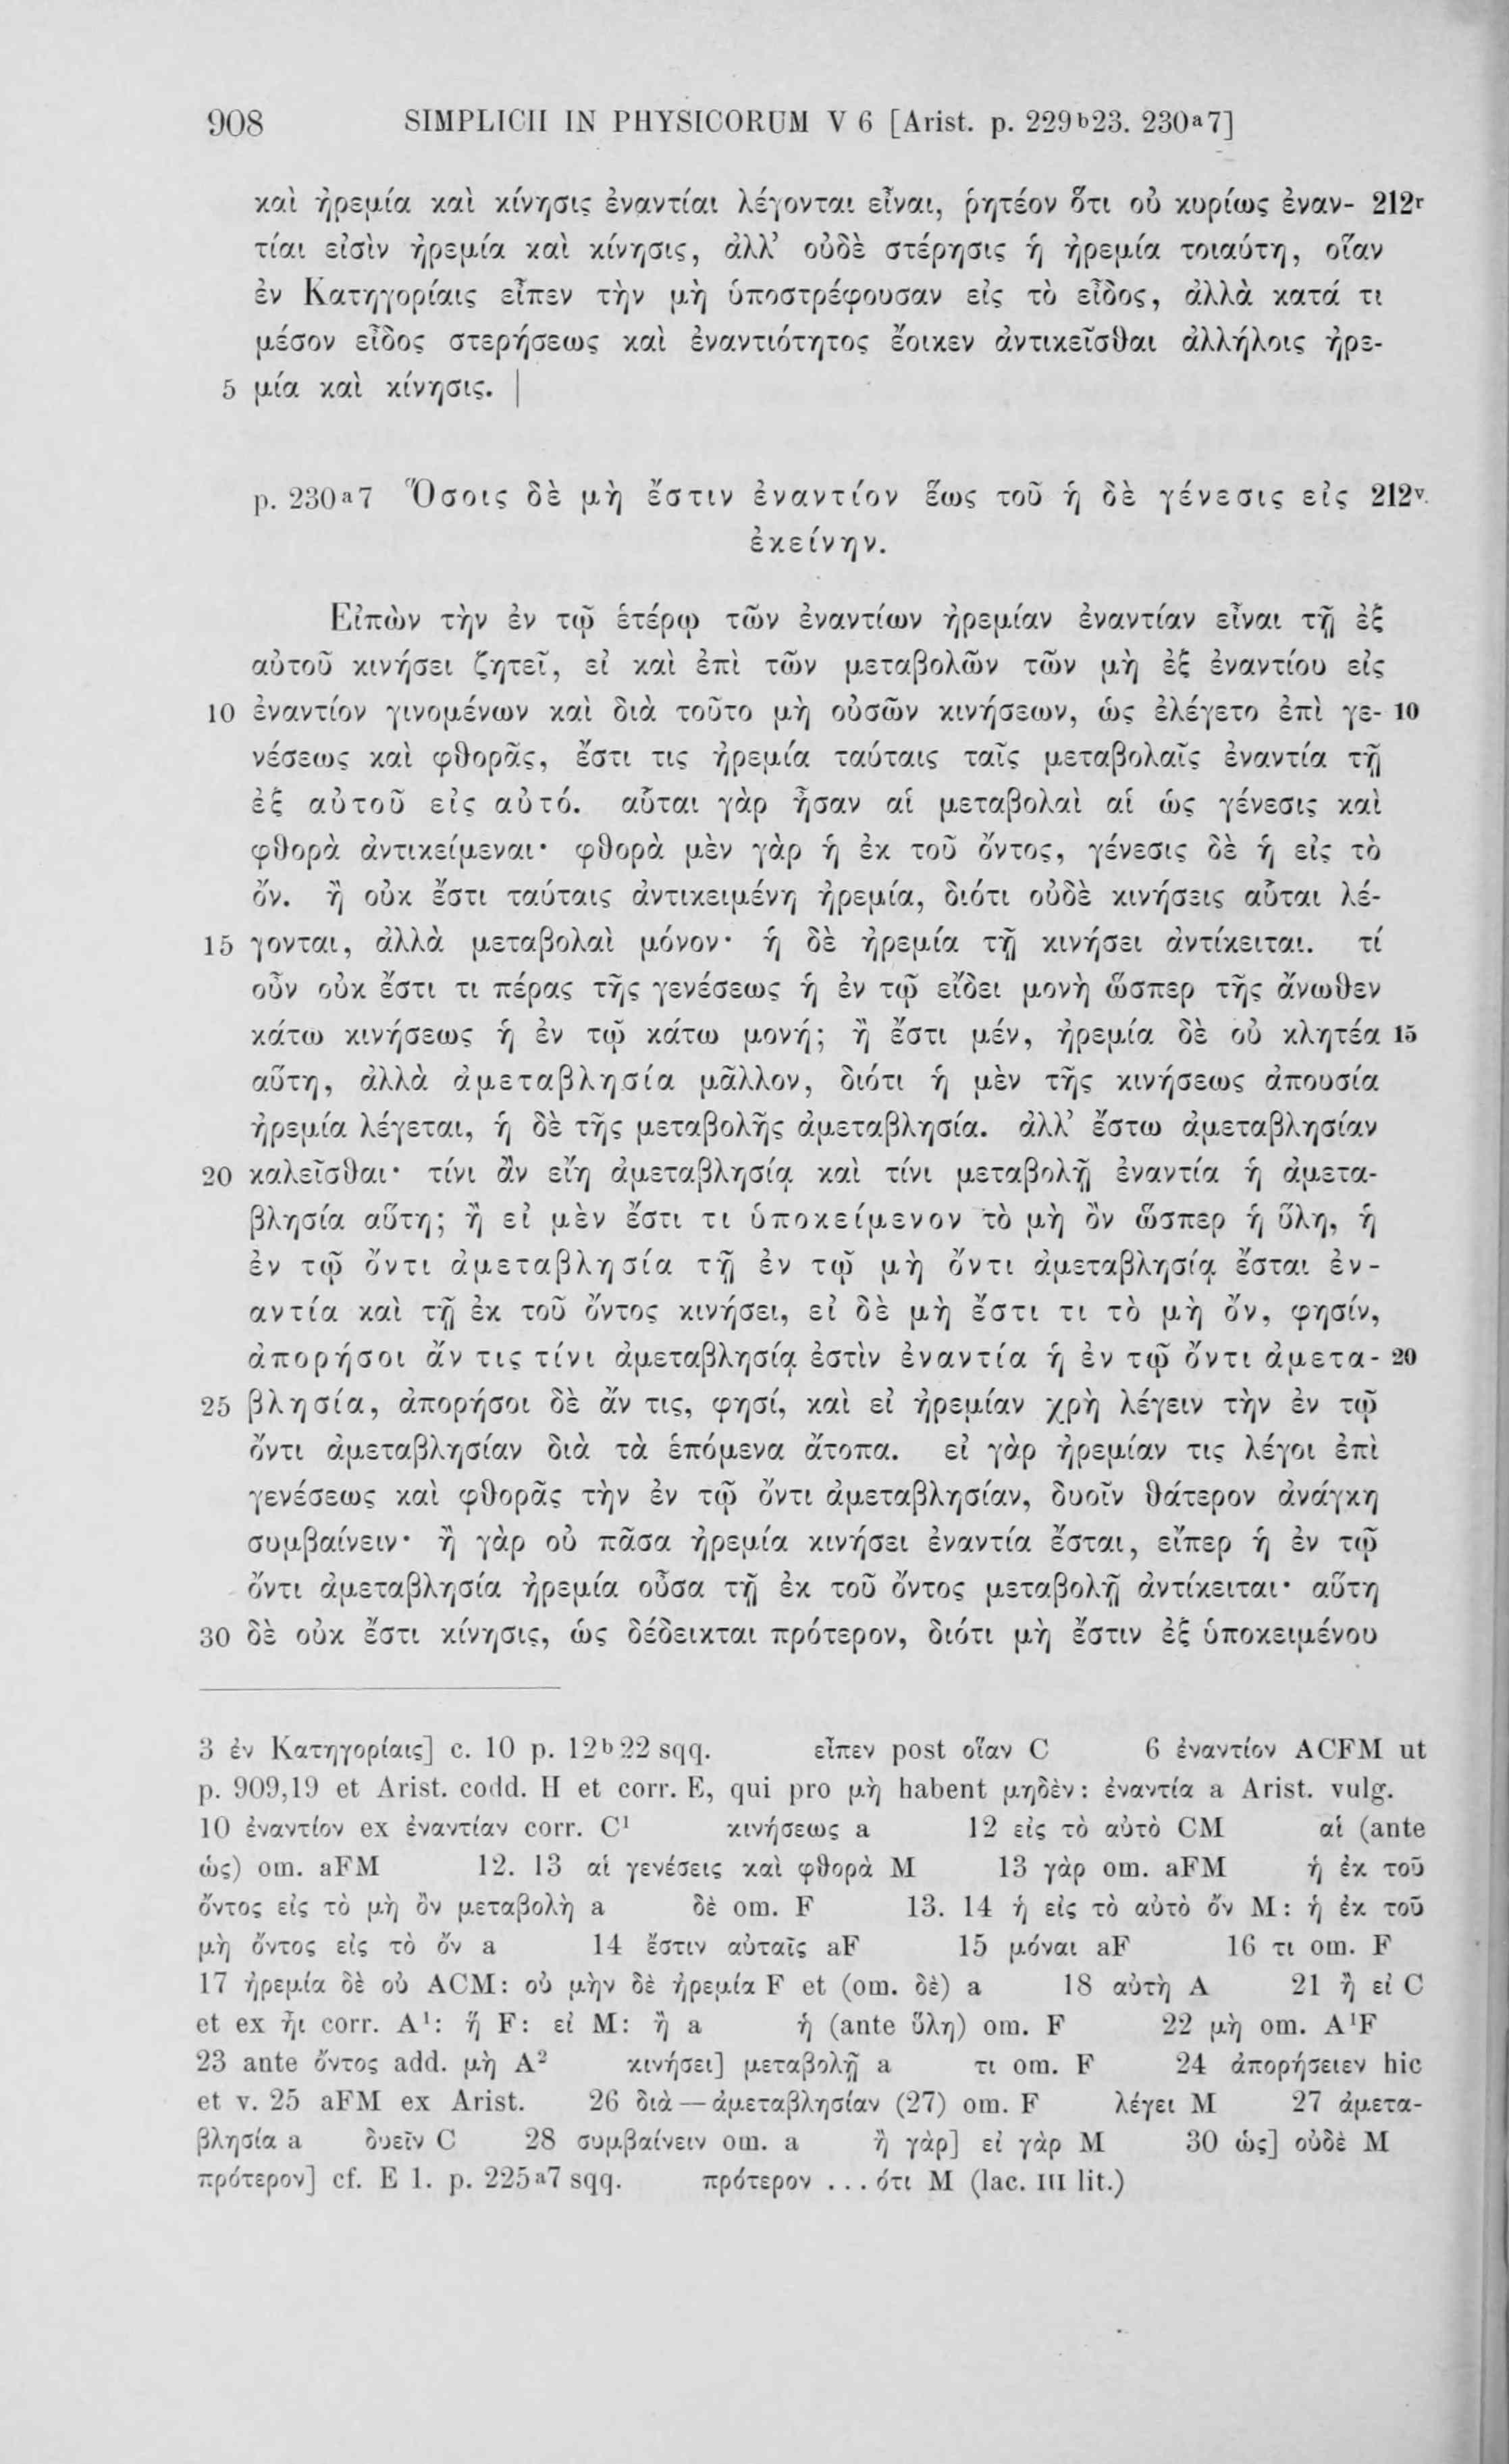 908 SIMPLICII IN PHYSICORUM V 6 [Arist. p. 229ᵇ23. 230ᵃ7]
καὶ ἠρεμία καὶ κίνησις ἐναντίαι λέγονται εἶναι, ῥητέον ὅτι οὐ κυρίως ἐναν- 212ʳ
τίαι εἰσὶν ἠρεμία καὶ κίνησις, ἀλλ’ οὐδὲ στέρησις ἡ ἠρεμία τοιαύτη, οἵαν
ἐν Κατηγορίαις εἶπεν τὴν μὴ ὑποστρέφουσαν εἰς τὸ εἶδος, ἀλλὰ κατά τι
μέσον εἶδος στερήσεως καὶ ἐναντιότητος ἔοικεν ἀντικεῖσθαι ἀλλήλοις ἠρε-
5 μία καὶ κίνησις. |
p. 230ᵃ7 Ὅσοις δὲ μὴ ἔστιν ἐναντίον ἕως τοῦ ἡ δὲ γένεσις εἰς 212ᵛ
ἐκείνην.
Εἰπὼν τὴν ἐν τῷ ἑτέρῳ τῶν ἐναντίων ἠρεμίαν ἐναντίαν εἶναι τῇ ἐξ
αὐτοῦ κινήσει ζητεῖ, εἰ καὶ ἐπὶ τῶν μεταβολῶν τῶν μὴ ἐξ ἐναντίου εἰς
10 ἐναντίον γινομένων καὶ διὰ τοῦτο μὴ οὐσῶν κινήσεων, ὡς ἐλέγετο ἐπὶ γε- 10
νέσεως καὶ φθορᾶς, ἔστι τις ἠρεμία ταύταις ταῖς μεταβολαῖς ἐναντία τῇ
ἐξ αὐτοῦ εἰς αὐτό. αὗται γὰρ ἦσαν αἱ μεταβολαὶ αἱ ὡς γένεσις καὶ
φθορὰ ἀντικείμεναι· φθορὰ μὲν γὰρ ἡ ἐκ τοῦ ὄντος, γένεσις δὲ ἡ εἰς τὸ
ὄν. ἢ οὐκ ἔστι ταύταις ἀντικειμένη ἠρεμία, διότι οὐδὲ κινήσεις αὗται λέ-
15 γονται, ἀλλὰ μεταβολαὶ μόνον· ἡ δὲ ἠρεμία τῇ κινήσει ἀντίκειται. τί
οὖν οὐκ ἔστι τι πέρας τῆς γενέσεως ἡ ἐν τῷ εἴδει μονὴ ὥσπερ τῆς ἄνωθεν
κάτω κινήσεως ἡ ἐν τῷ κάτω μονή; ἢ ἔστι μέν, ἠρεμία δὲ οὐ κλητέα 15
αὕτη, ἀλλὰ ἀμεταβλησία μᾶλλον, διότι ἡ μὲν τῆς κινήσεως ἀπουσία
ἠρεμία λέγεται, ἡ δὲ τῆς μεταβολῆς ἀμεταβλησία. ἀλλ’ ἔστω ἀμεταβλησίαν
20 καλεῖσθαι· τίνι ἂν εἴη ἀμεταβλησίᾳ καὶ τίνι μεταβολῇ ἐναντία ἡ ἀμετα-
βλησία αὕτη; ἢ εἰ μὲν ἔστι τι ὑποκείμενον τὸ μὴ ὂν ὥσπερ ἡ ὕλη, ἡ
ἐν τῷ ὄντι ἀμεταβλησία τῇ ἐν τῷ μὴ ὄντι ἀμεταβλησίᾳ ἔσται ἐν-
αντία καὶ τῇ ἐκ τοῦ ὄντος κινήσει, εἰ δὲ μὴ ἔστι τι τὸ μὴ ὄν, φησίν,
ἀπορήσοι ἄν τις τίνι ἀμεταβλησίᾳ ἐστὶν ἐναντία ἡ ἐν τῷ ὄντι ἀμετα- 20
25 βλησία, ἀπορήσοι δὲ ἄν τις, φησί, καὶ εἰ ἠρεμίαν χρὴ λέγειν τὴν ἐν τῷ
ὄντι ἀμεταβλησίαν διὰ τὰ ἑπόμενα ἄτοπα. εἰ γὰρ ἠρεμίαν τις λέγοι ἐπὶ
γενέσεως καὶ φθορᾶς τὴν ἐν τῷ ὄντι ἀμεταβλησίαν, δυοῖν θάτερον ἀνάγκη
συμβαίνειν· ἢ γὰρ οὐ πᾶσα ἠρεμία κινήσει ἐναντία ἔσται, εἴπερ ἡ ἐν τῷ
ὄντι ἀμεταβλησία ἠρεμία οὖσα τῇ ἐκ τοῦ ὄντος μεταβολῇ ἀντίκειται· αὕτη
30 δὲ οὐκ ἔστι κίνησις, ὡς δέδεικται πρότερον, διότι μὴ ἔστιν ἐξ ὑποκειμένου
3 ἐν Κατηγορίαις] c. 10 p. 12ᵇ22 sqq. εἶπεν post οἵαν C 6 ἐναντίον ACFM ut
p. 909,19 et Arist. codd. H et corr. E, qui pro μὴ habent μηδὲν: ἐναντία a Arist. vulg.
10 ἐναντίον ex ἐναντίαν corr. C¹ κινήσεως a 12 εἰς τὸ αὐτὸ CM αἱ (ante
ὡς) om. aFM 12. 13 αἱ γενέσεις καὶ φθορὰ M 13 γὰρ om. aFM ἡ ἐκ τοῦ
ὄντος εἰς τὸ μὴ ὂν μεταβολὴ a δὲ om. F 13. 14 ἡ εἰς τὸ αὐτὸ ὄν M: ἡ ἐκ τοῦ
μὴ ὄντος εἰς τὸ ὄν a 14 ἔστιν αὐταῖς aF 15 μόναι aF 16 τι om. F
17 ἠρεμία δὲ οὐ ACM: οὐ μὴν δὲ ἠρεμία F et (om. δὲ) a 18 αὐτὴ A 21 ἢ εἰ C
et ex ἦι corr. A¹: ἥ F: εἰ M: ἢ a ἡ (ante ὕλη) om. F 22 μὴ om. A¹F
23 ante ὄντος add. μὴ A² κινήσει] μεταβολῇ a τι om. F 24 ἀπορήσειεν hic
et v. 25 aFM ex Arist. 26 διὰ — ἀμεταβλησίαν (27) om. F λέγει M 27 ἀμετα-
βλησία a δυεῖν C 28 συμβαίνειν om. a ἢ γὰρ] εἰ γὰρ M 30 ὡς] οὐδὲ M
πρότερον] cf. E 1. p. 225ᵃ7 sqq. πρότερον ... ότι M (lac. III lit.)